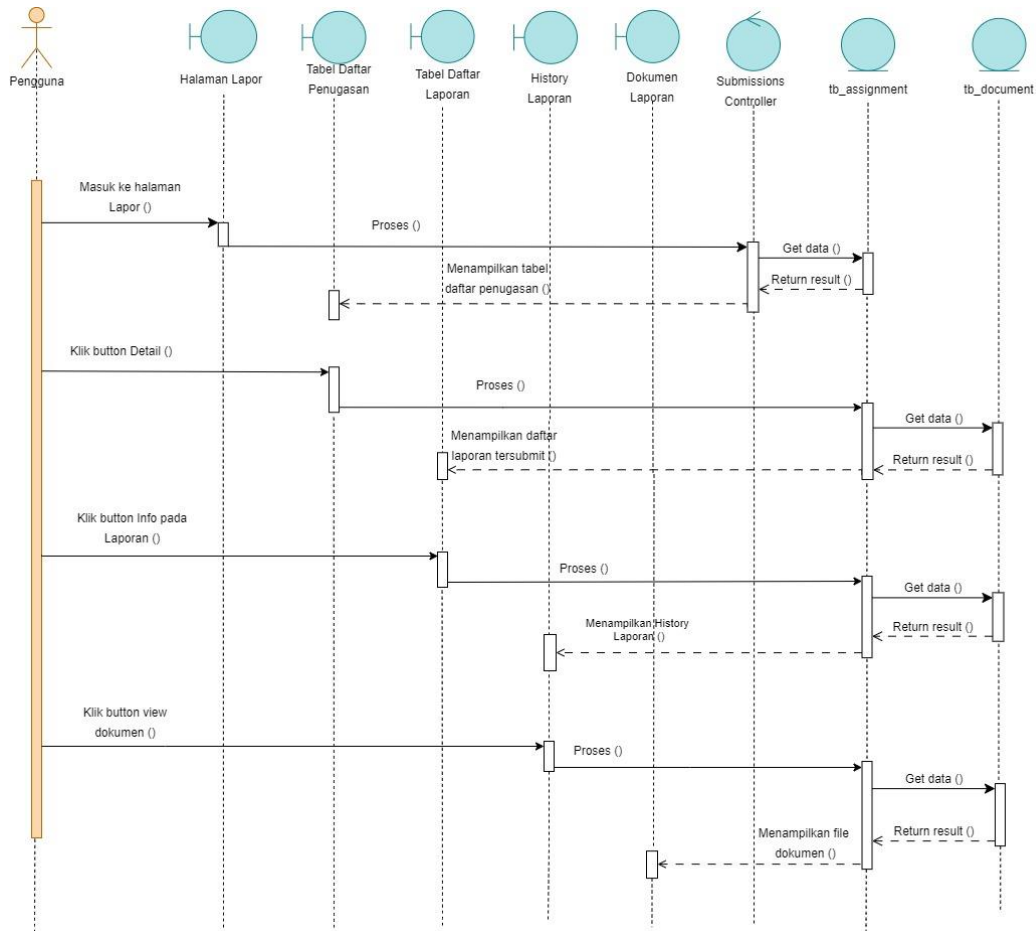 Pengguna
Halaman Lapor
Tabel Daftar
Penugasan
Tabel Daftar
Laporan
History
Laporan
Dokumen
Laporan
Submissions
Controller
tb_assignment
tb_document
Masuk ke halaman
Lapor ()
Proses ()
Get data ()
Return result ()
Menampilkan tabel
daftar penugasan ()
Klik button Detail ()
Proses ()
Get data ()
Return result ()
Menampilkan daftar
laporan tersubmit ()
Klik button Info pada
Laporan ()
Proses ()
Get data ()
Return result ()
Menampilkan History
Laporan ()
Klik button view
dokumen ()
Proses ()
Get data ()
Return result ()
Menampilkan file
dokumen ()